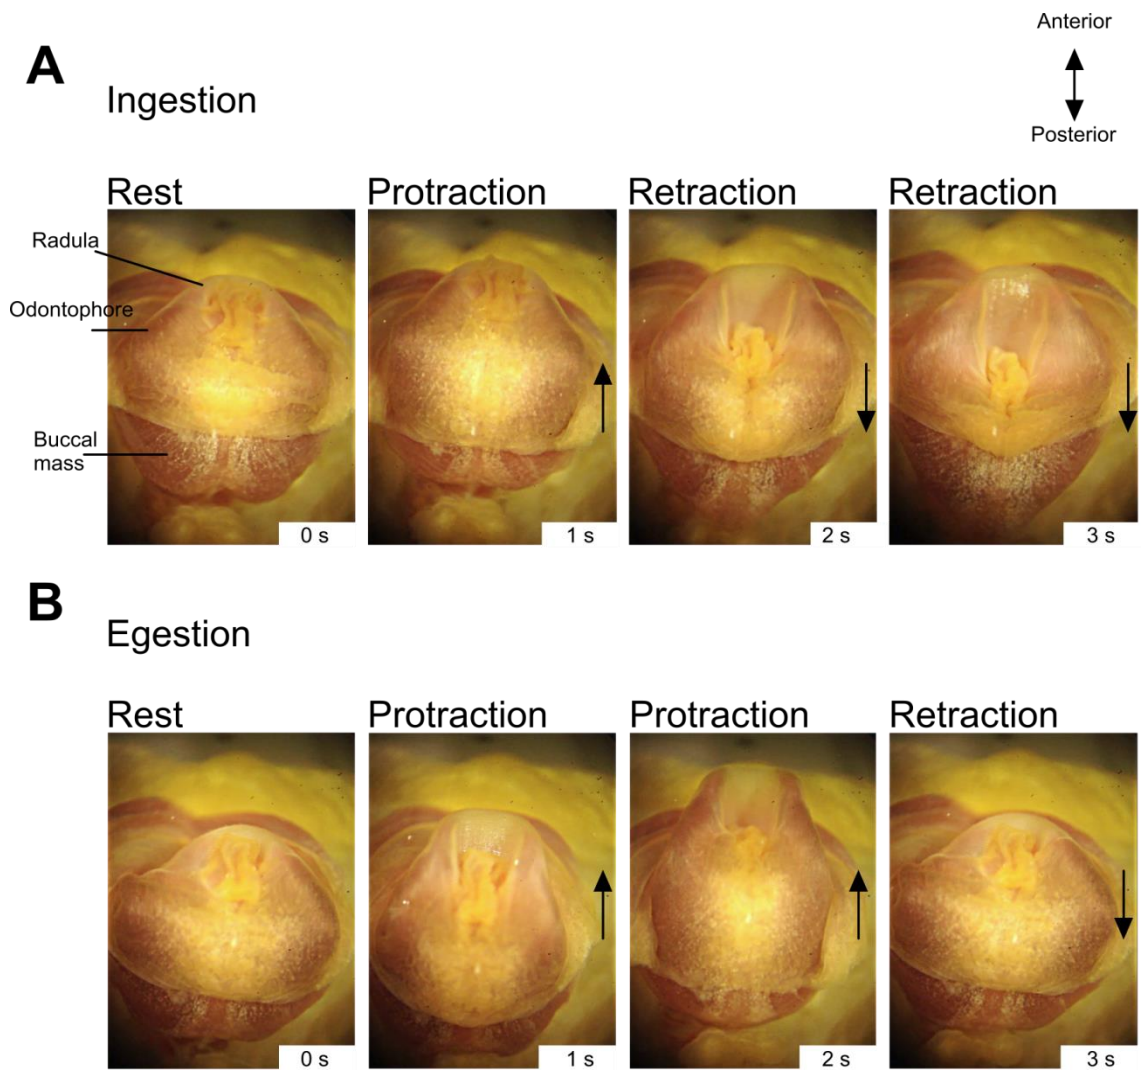 Anterior
A
Ingestion
Posterior
Rest
Protraction
Retraction
Retraction
Radula
Odontophore
Buccal
mass
0 s
1 s
2 s
3 s
B
Egestion
Rest
Protraction
Protraction
Retraction
0 s
1 s
2 s
3 s